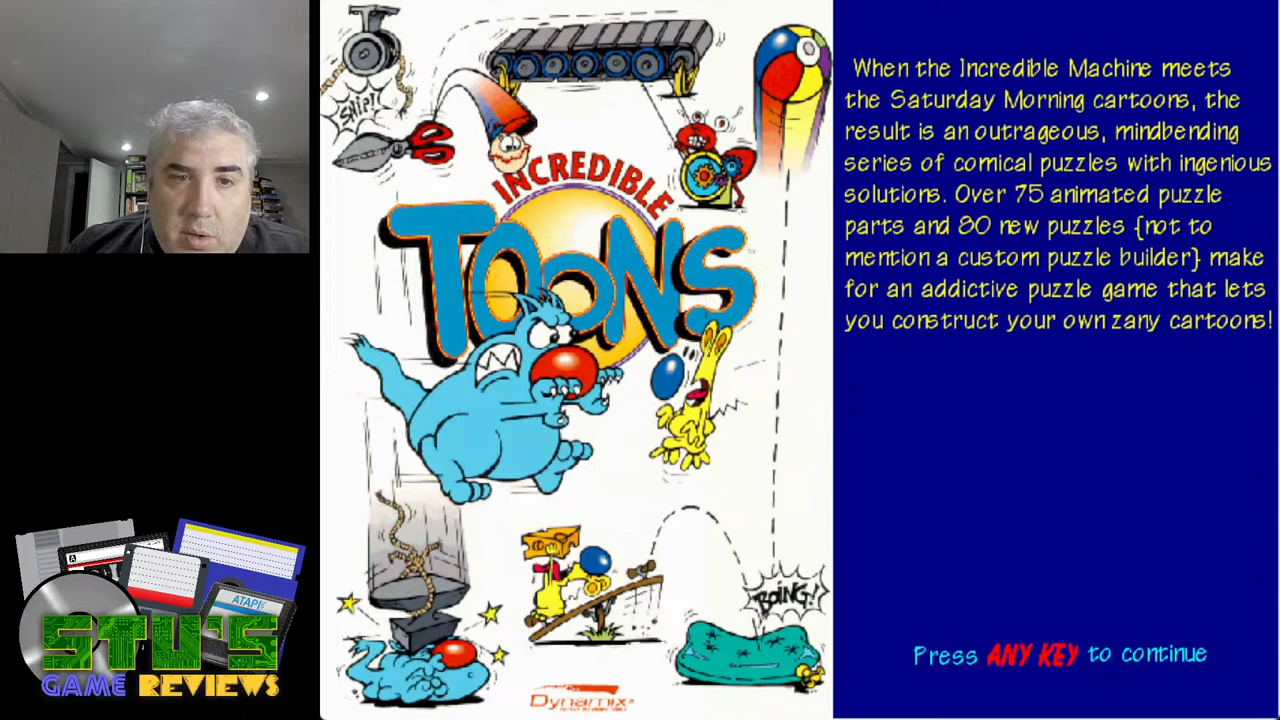 SNIP!
INCREDIBLE
TOONS
BOING!
Dynamix
When the Incredible Machine meets
the Saturday Morning cartoons, the
result is an outrageous, mindbending
series of comical puzzles with ingenious
solutions. Over 75 animated puzzle
parts and 80 new puzzles {not to
mention a custom puzzle builder} make
for an addictive puzzle game that lets
you construct your own zany cartoons!
Press ANY KEY to continue
A
ATARI
STU'S
GAME REVIEWS